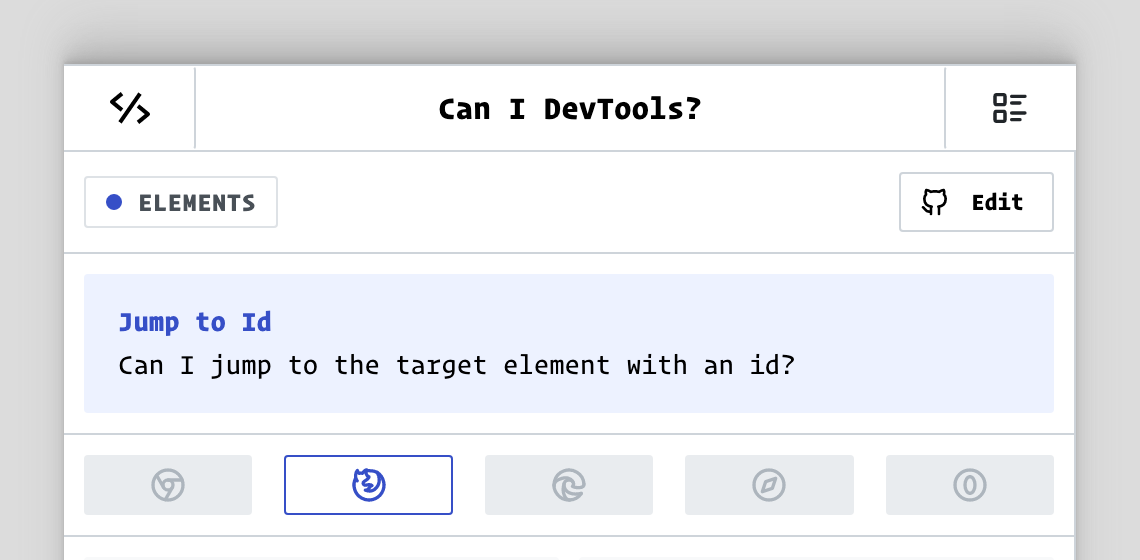 Can I DevTools?
ELEMENTS
Edit
Jump to Id
Can I jump to the target element with an id?